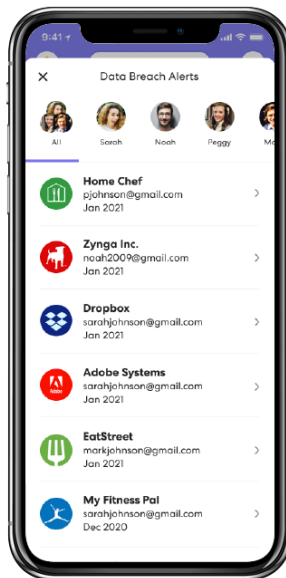 9:41
Data Breach Alerts
All
Sarah
Noah
Peggy
Home Chef
pjohnson@gmail.com
Jan 2021
Zynga Inc.
noah2009@gmail.com
Jan 2021
Dropbox
sarahjohnson@gmail.com
Jan 2021
Adobe Systems
sarahjohnson@gmail.com
Jan 2021
Adobe
EatStreet
markjohnson@gmail.com
Jan 2021
My Fitness Pal
sarahjohnson@gmail.com
Dec 2020